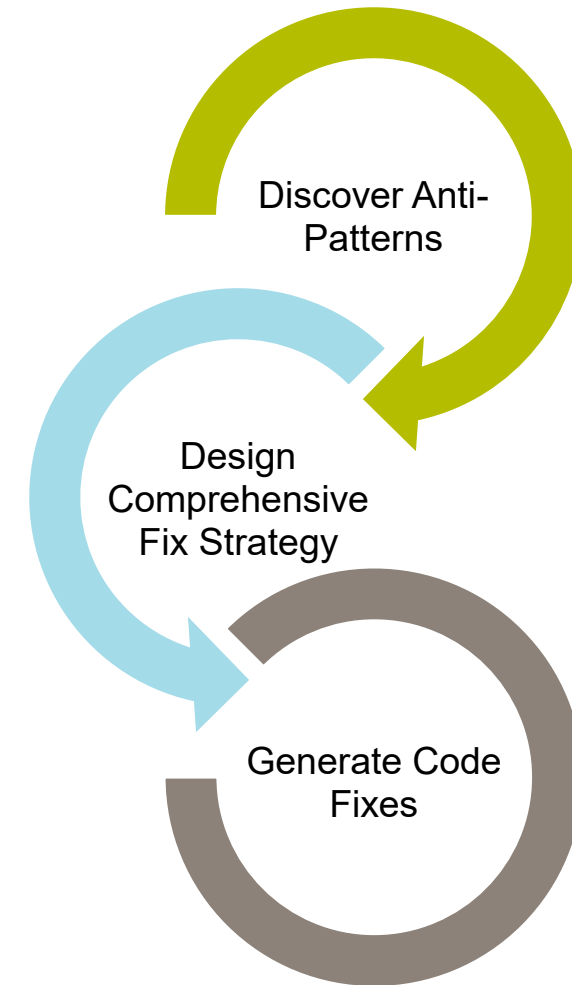 Discover Anti-
Patterns
Design
Comprehensive
Fix Strategy
Generate Code
Fixes